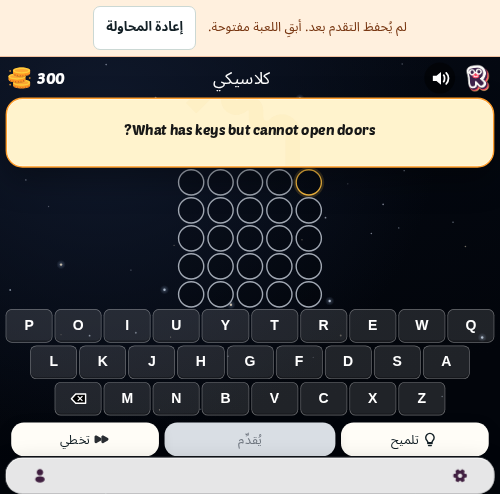 لم يُحفظ التقدم بعد. أبقِ اللعبة مفتوحة.
إعادة المحاولة
كلاسيكي
300
?What has keys but cannot open doors
P O I U Y T R E W Q
L K J H G F D S A
M N B V C X Z
تلميح
يُقدَّم
تخطي